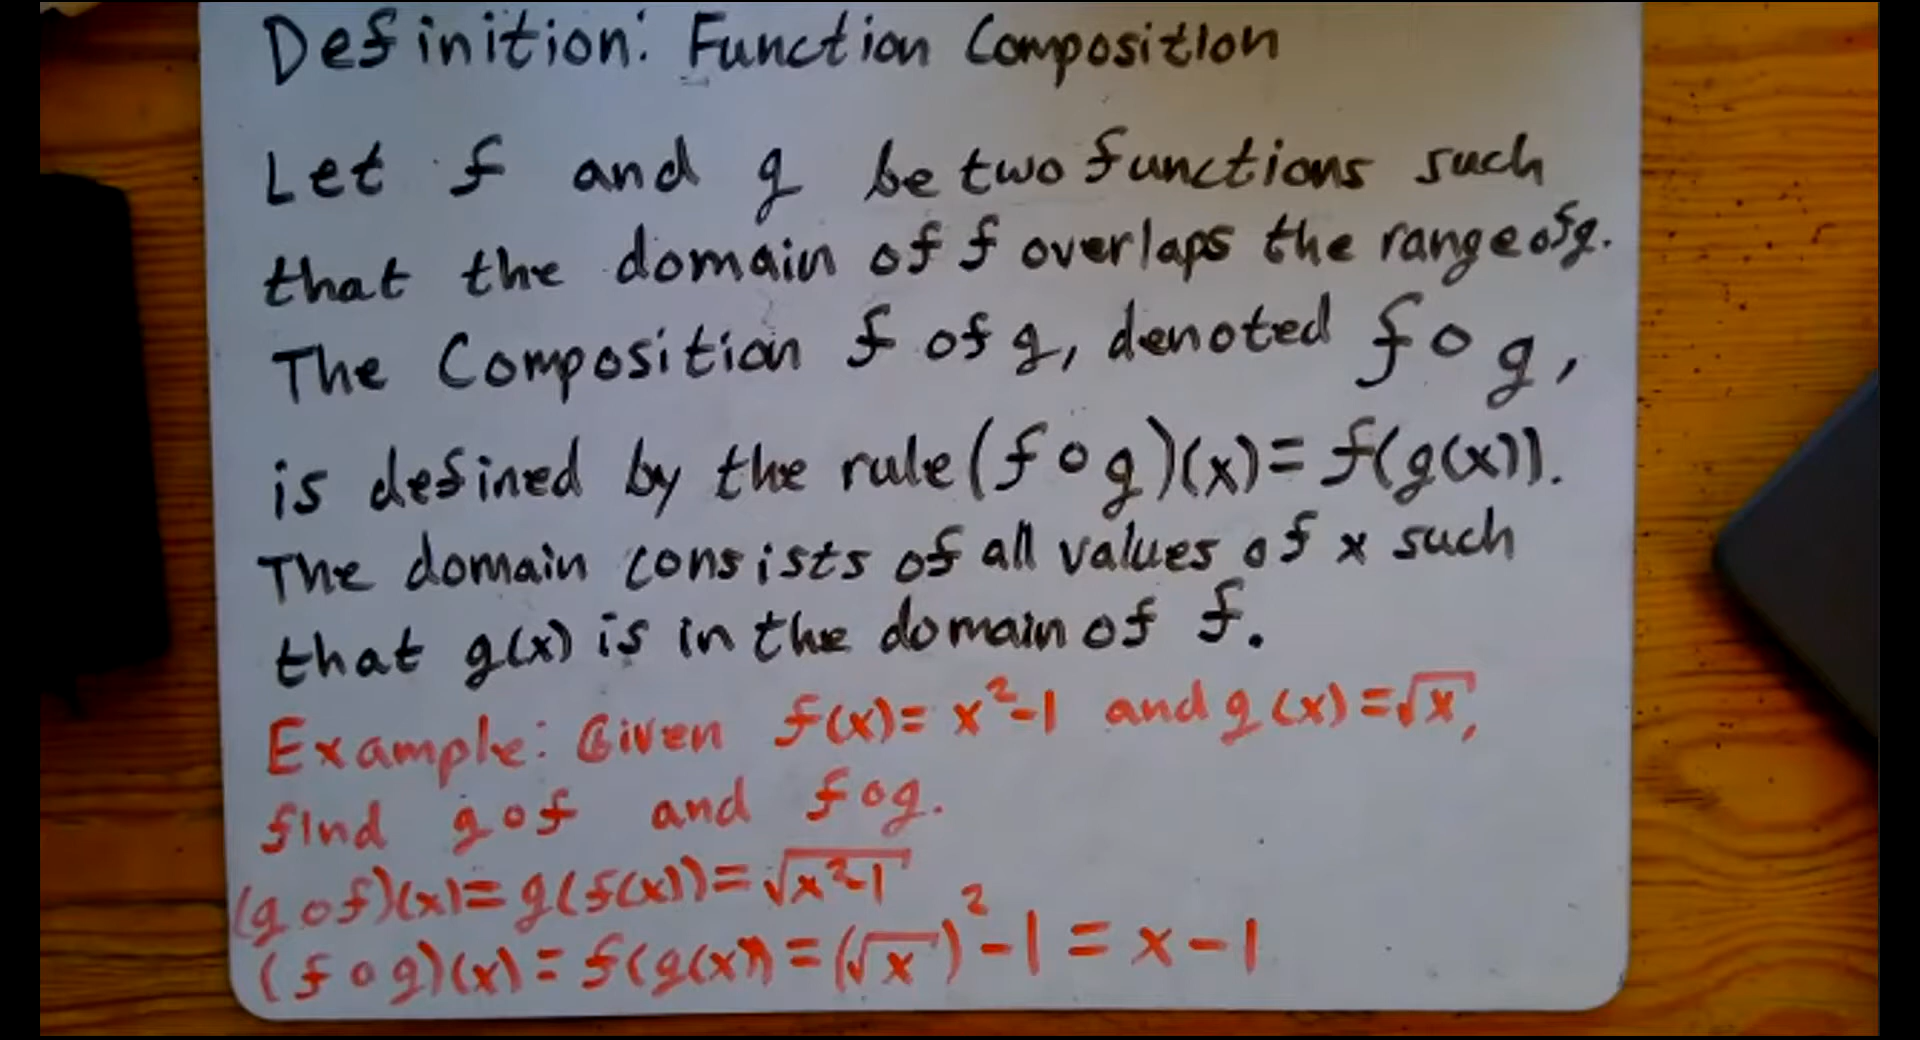 Definition: Function Composition
Let f and g be two functions such
that the domain of f overlaps the range of g.
The Composition f of g, denoted f o g,
is defined by the rule (f o g)(x) = f(g(x)).
The domain consists of all values of x such
that g(x) is in the domain of f.
Example: Given f(x) = x²-1 and g(x) = √x,
find g o f and f o g.
(g o f)(x) = g(f(x)) = √x²-1
(f o g)(x) = f(g(x)) = (√x)² - 1 = x - 1